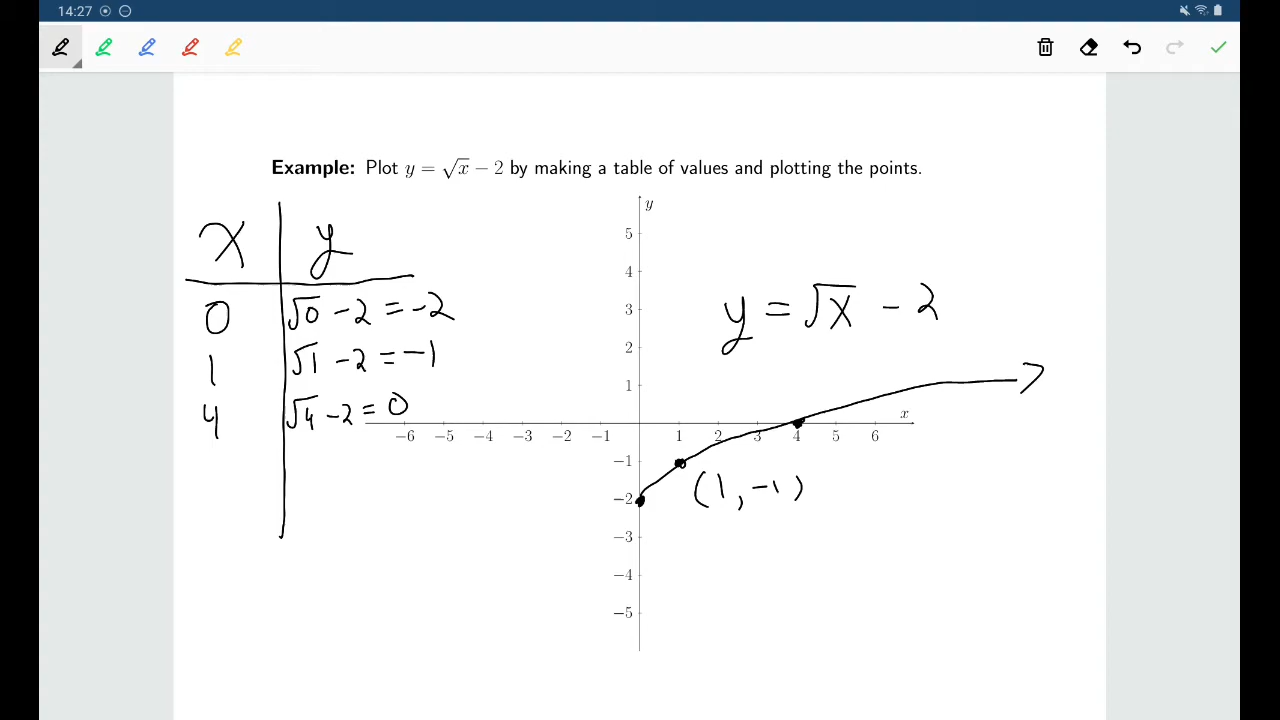 14:27
Example: Plot y = √x − 2 by making a table of values and plotting the points.
x y
0 √0 − 2 = −2
1 √1 − 2 = −1
4 √4 − 2 = 0
y
5
4
3
2
1
−1
−2
−3
−4
−5
−6 −5 −4 −3 −2 −1 1 2 3 4 5 6
x
y = √x − 2
(1, −1)